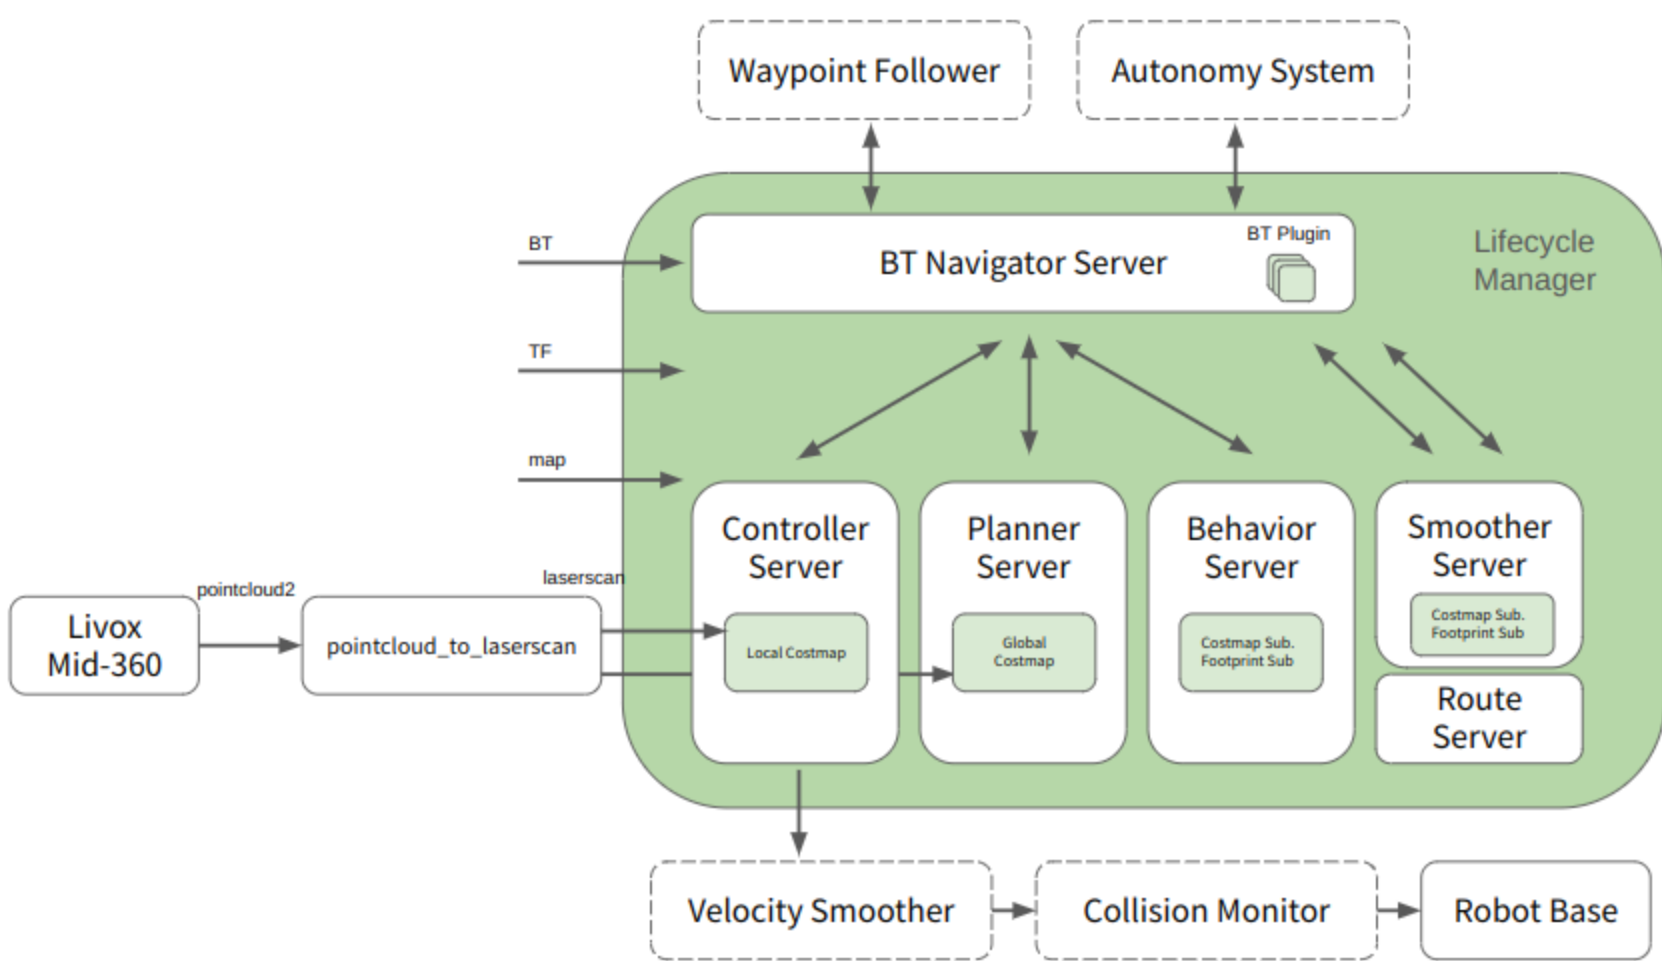 Waypoint Follower
Autonomy System
BT
BT Plugin
BT Navigator Server
Lifecycle
Manager
TF
map
Controller
Server
Planner
Server
Behavior
Server
Smoother
Server
laserscan
pointcloud2
Livox
Mid-360
pointcloud_to_laserscan
Local Costmap
Global
Costmap
Costmap Sub.
Footprint Sub
Costmap Sub.
Footprint Sub
Route
Server
Velocity Smoother
Collision Monitor
Robot Base